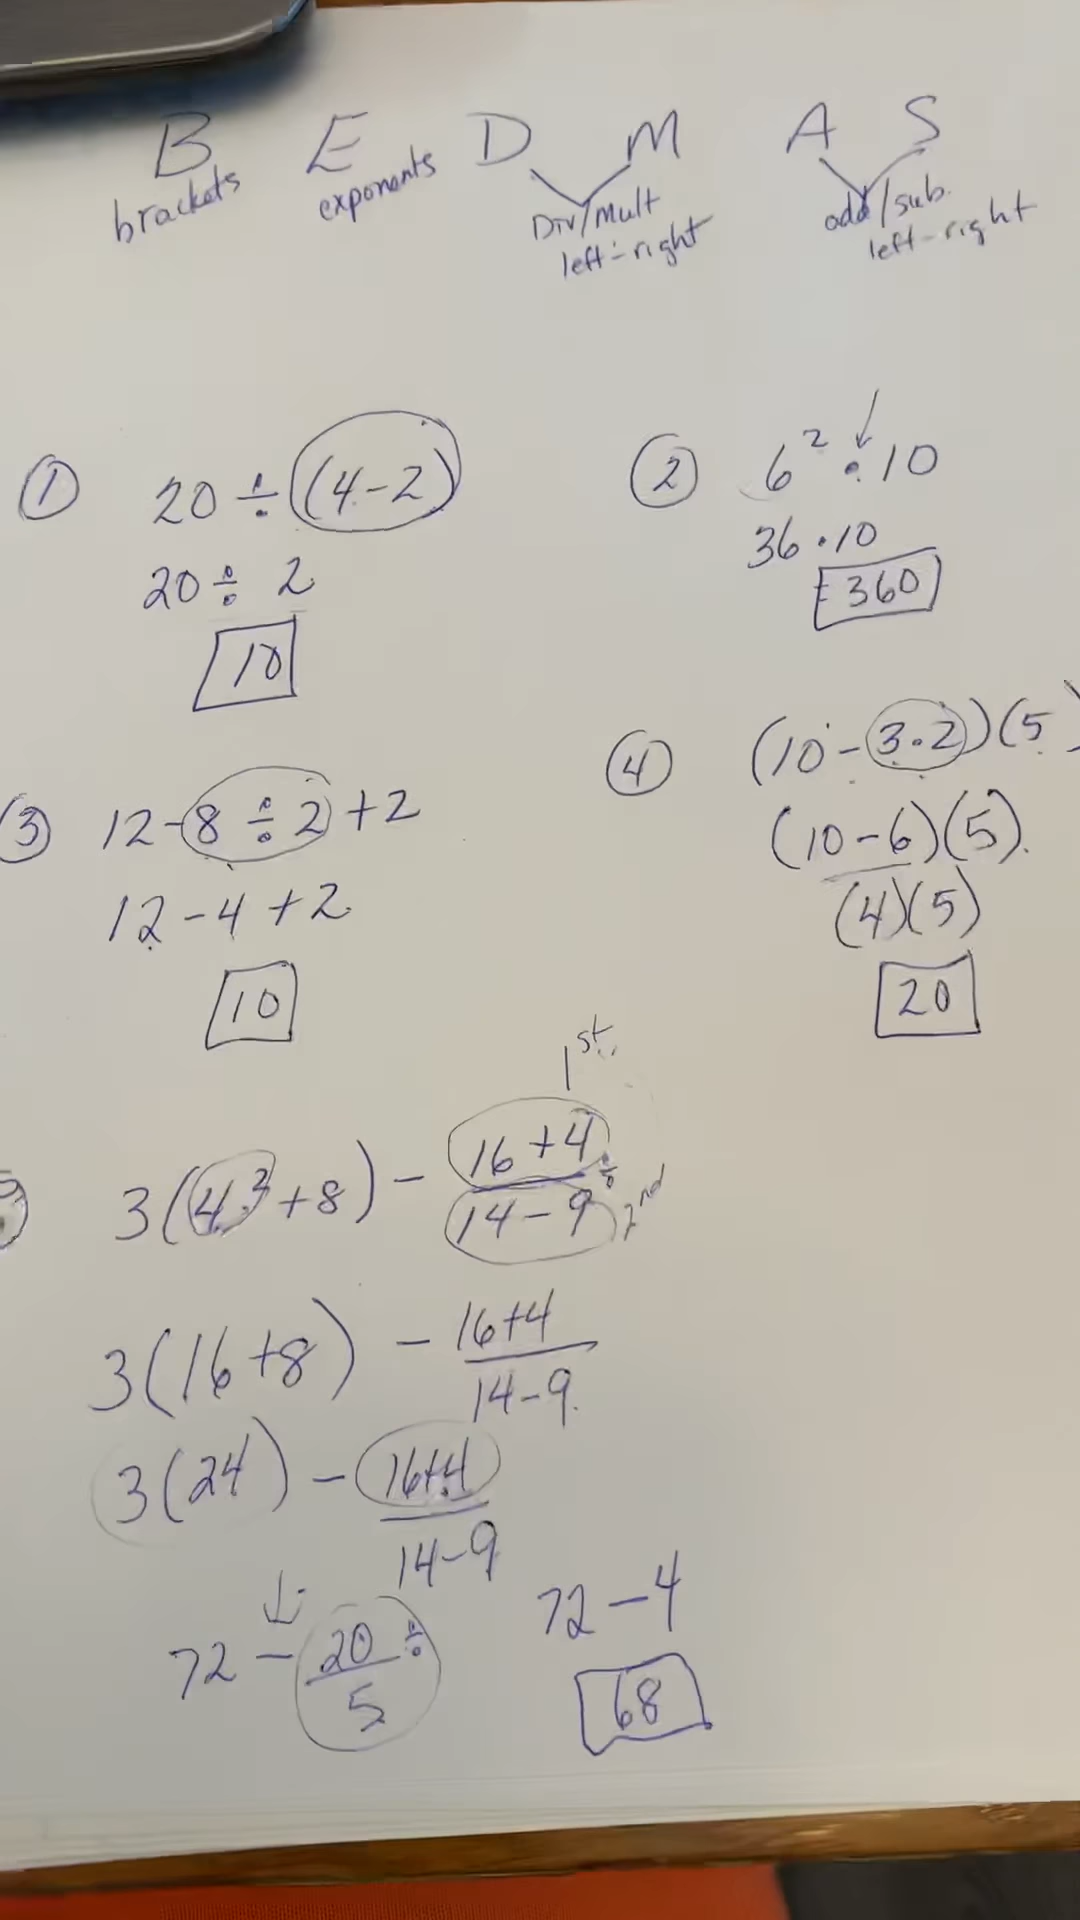 B E D M A S
brackets exponents Div/Mult left-right add/sub. left-right
① 20 ÷ (4-2)
20 ÷ 2
10
② 6² • 10
36 • 10
= 360
③ 12 - 8 ÷ 2 + 2
12 - 4 + 2
10
④ (10 - 3•2)(5)
(10 - 6)(5)
(4)(5)
20
3(4² + 8) - (16 + 4)/(14 - 9) ÷ 1st 2nd
3(16 + 8) - (16+4)/(14-9)
3(24) - (16+4)/(14-9)
72 - 20/5 ÷
72 - 4
68